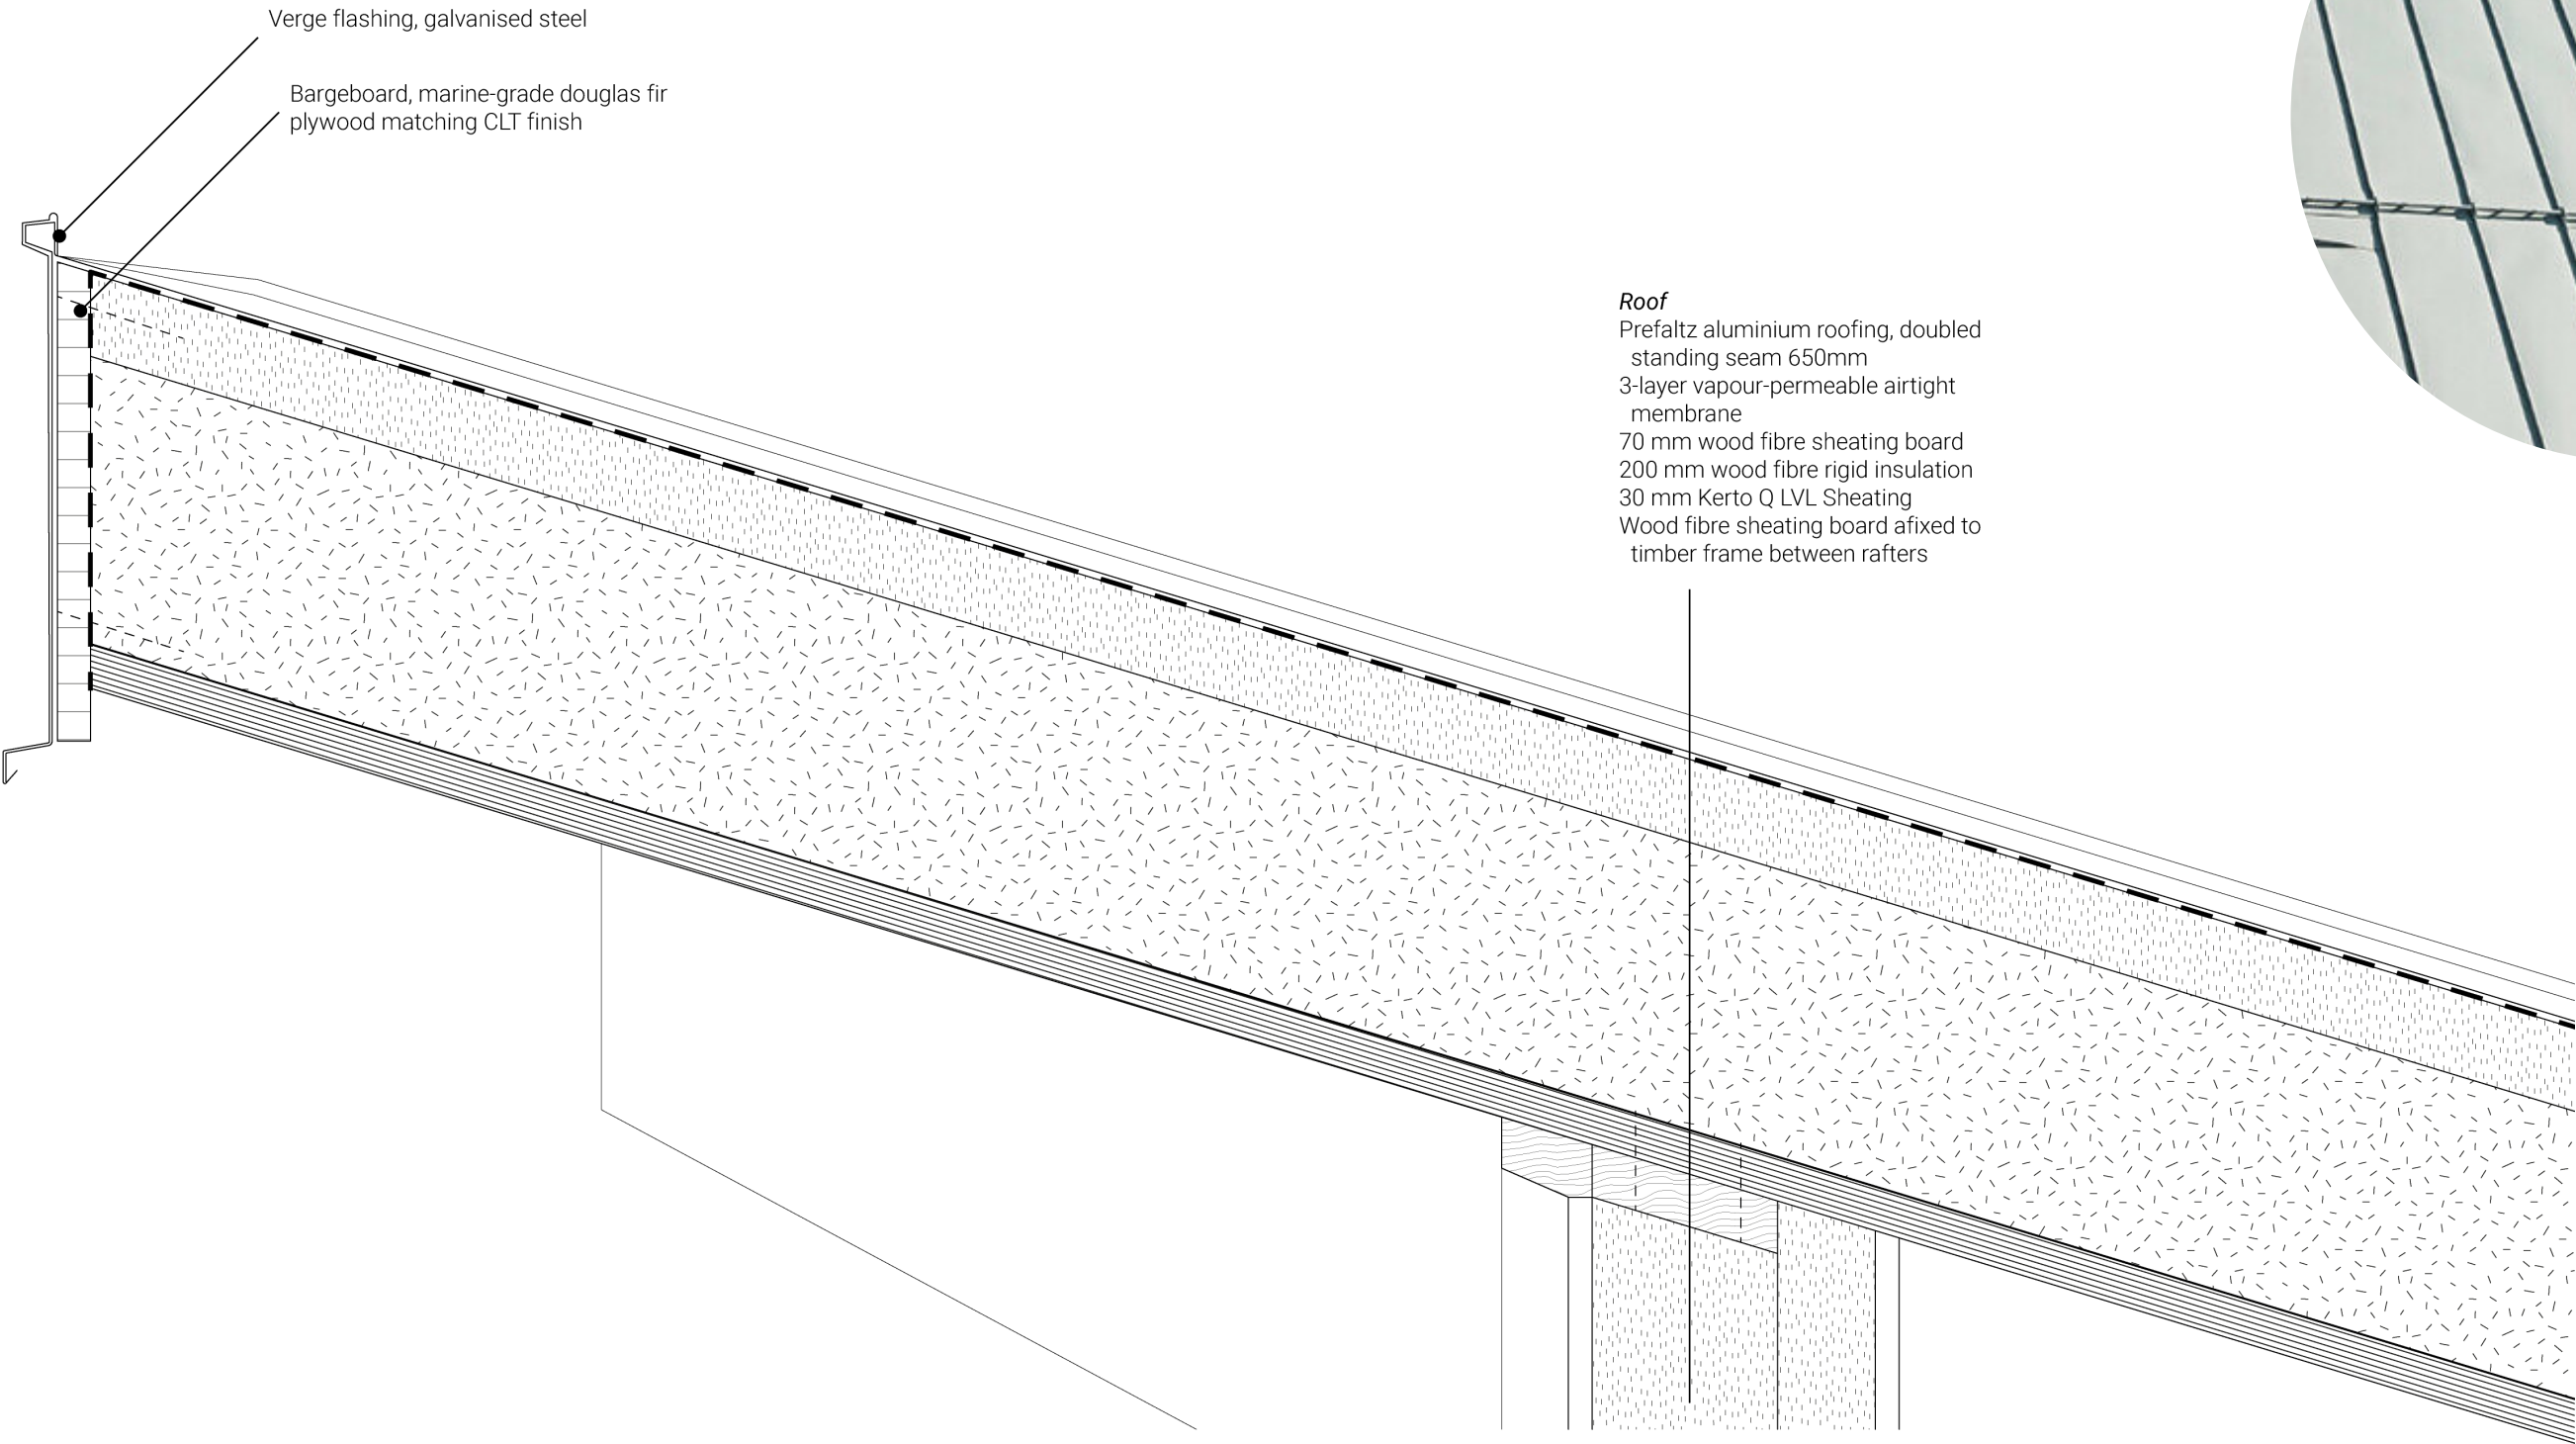 Verge flashing, galvanised steel
Bargeboard, marine-grade douglas fir
plywood matching CLT finish
Roof
Prefaltz aluminium roofing, doubled
standing seam 650mm
3-layer vapour-permeable airtight
membrane
70 mm wood fibre sheating board
200 mm wood fibre rigid insulation
30 mm Kerto Q LVL Sheating
Wood fibre sheating board afixed to
timber frame between rafters